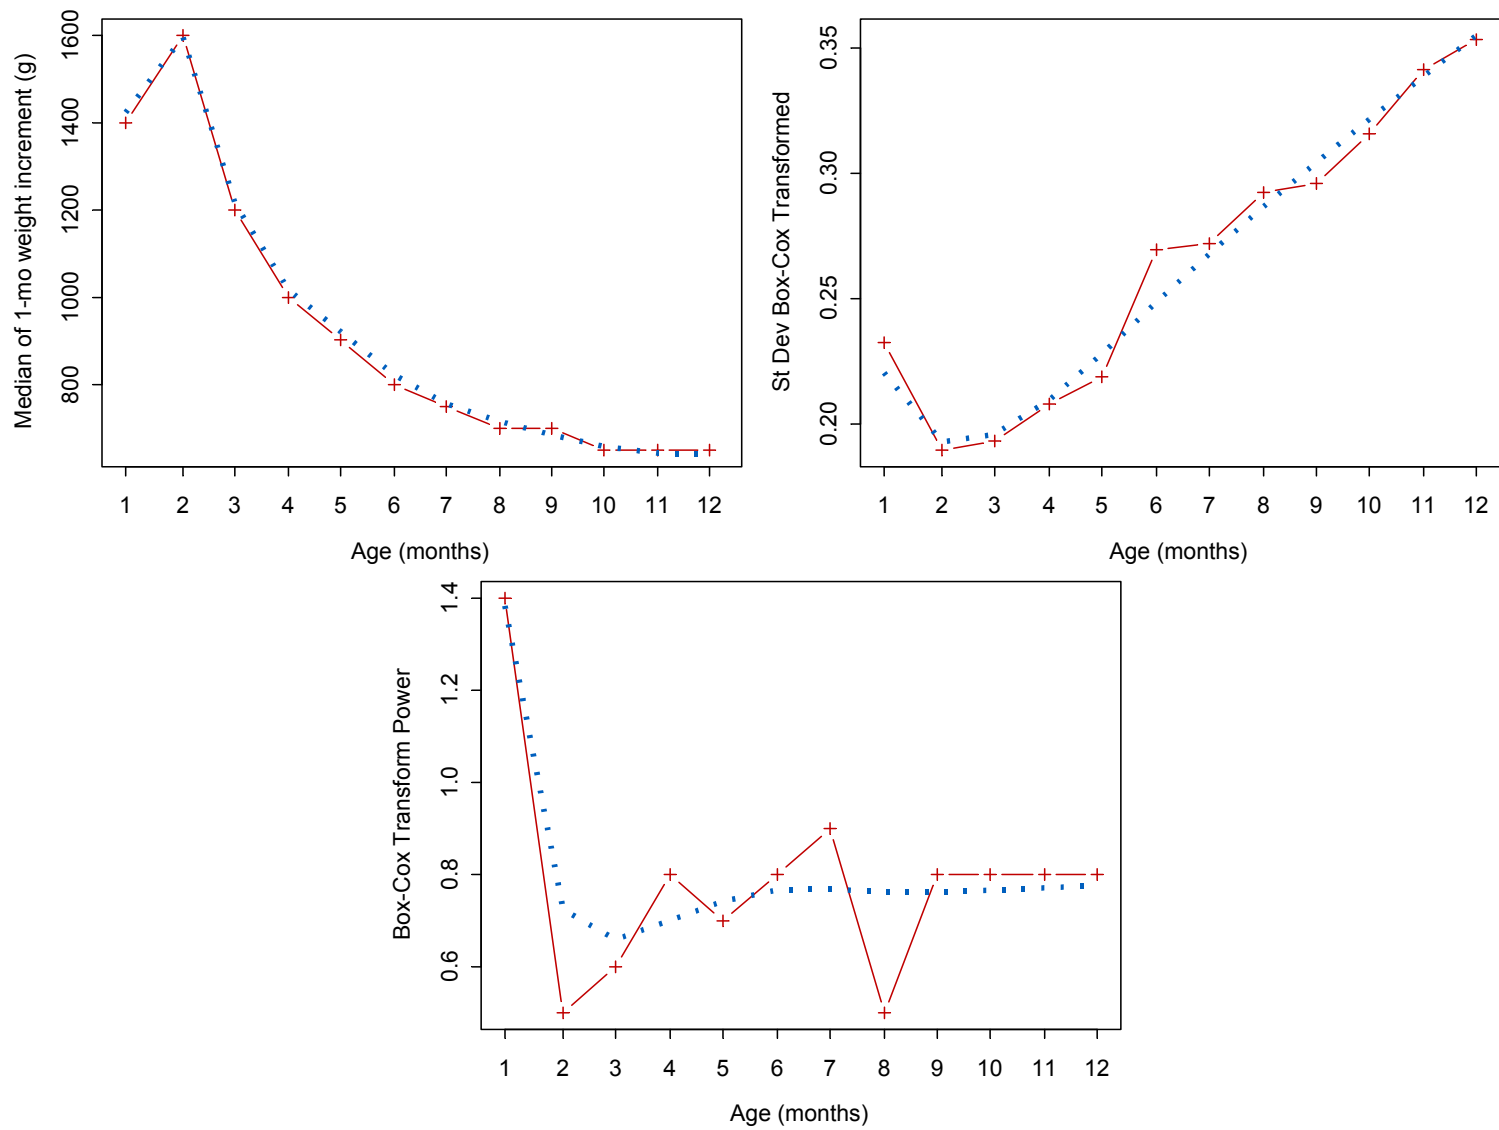 Median of 1-mo weight increment (g)
1600
1400
1200
1000
800
1 2 3 4 5 6 7 8 9 10 11 12
Age (months)
St Dev Box-Cox Transformed
0.35
0.30
0.25
0.20
1 2 3 4 5 6 7 8 9 10 11 12
Age (months)
Box-Cox Transform Power
1.4
1.2
1.0
0.8
0.6
1 2 3 4 5 6 7 8 9 10 11 12
Age (months)